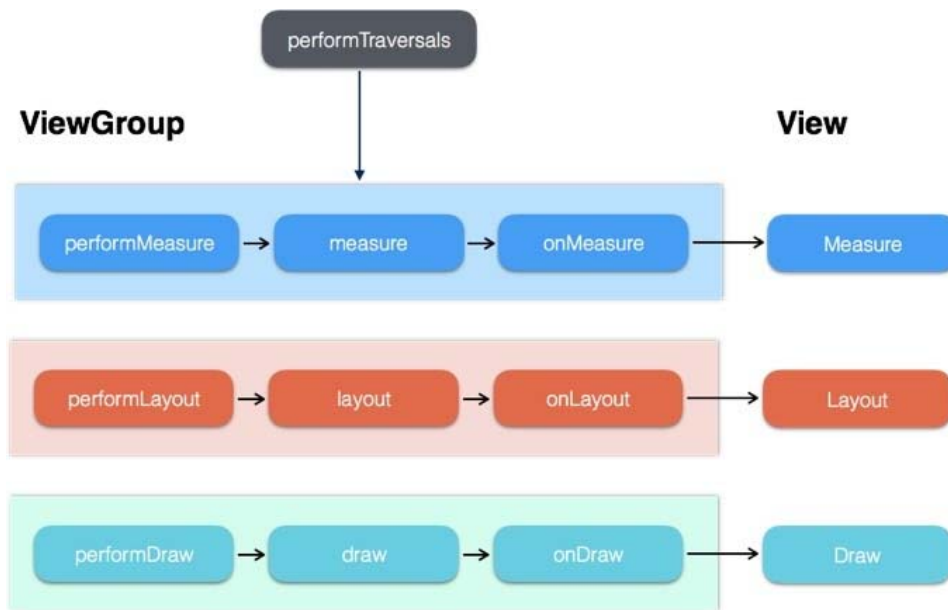 performTraversals
ViewGroup
View
performMeasure
measure
onMeasure
Measure
performLayout
layout
onLayout
Layout
performDraw
draw
onDraw
Draw